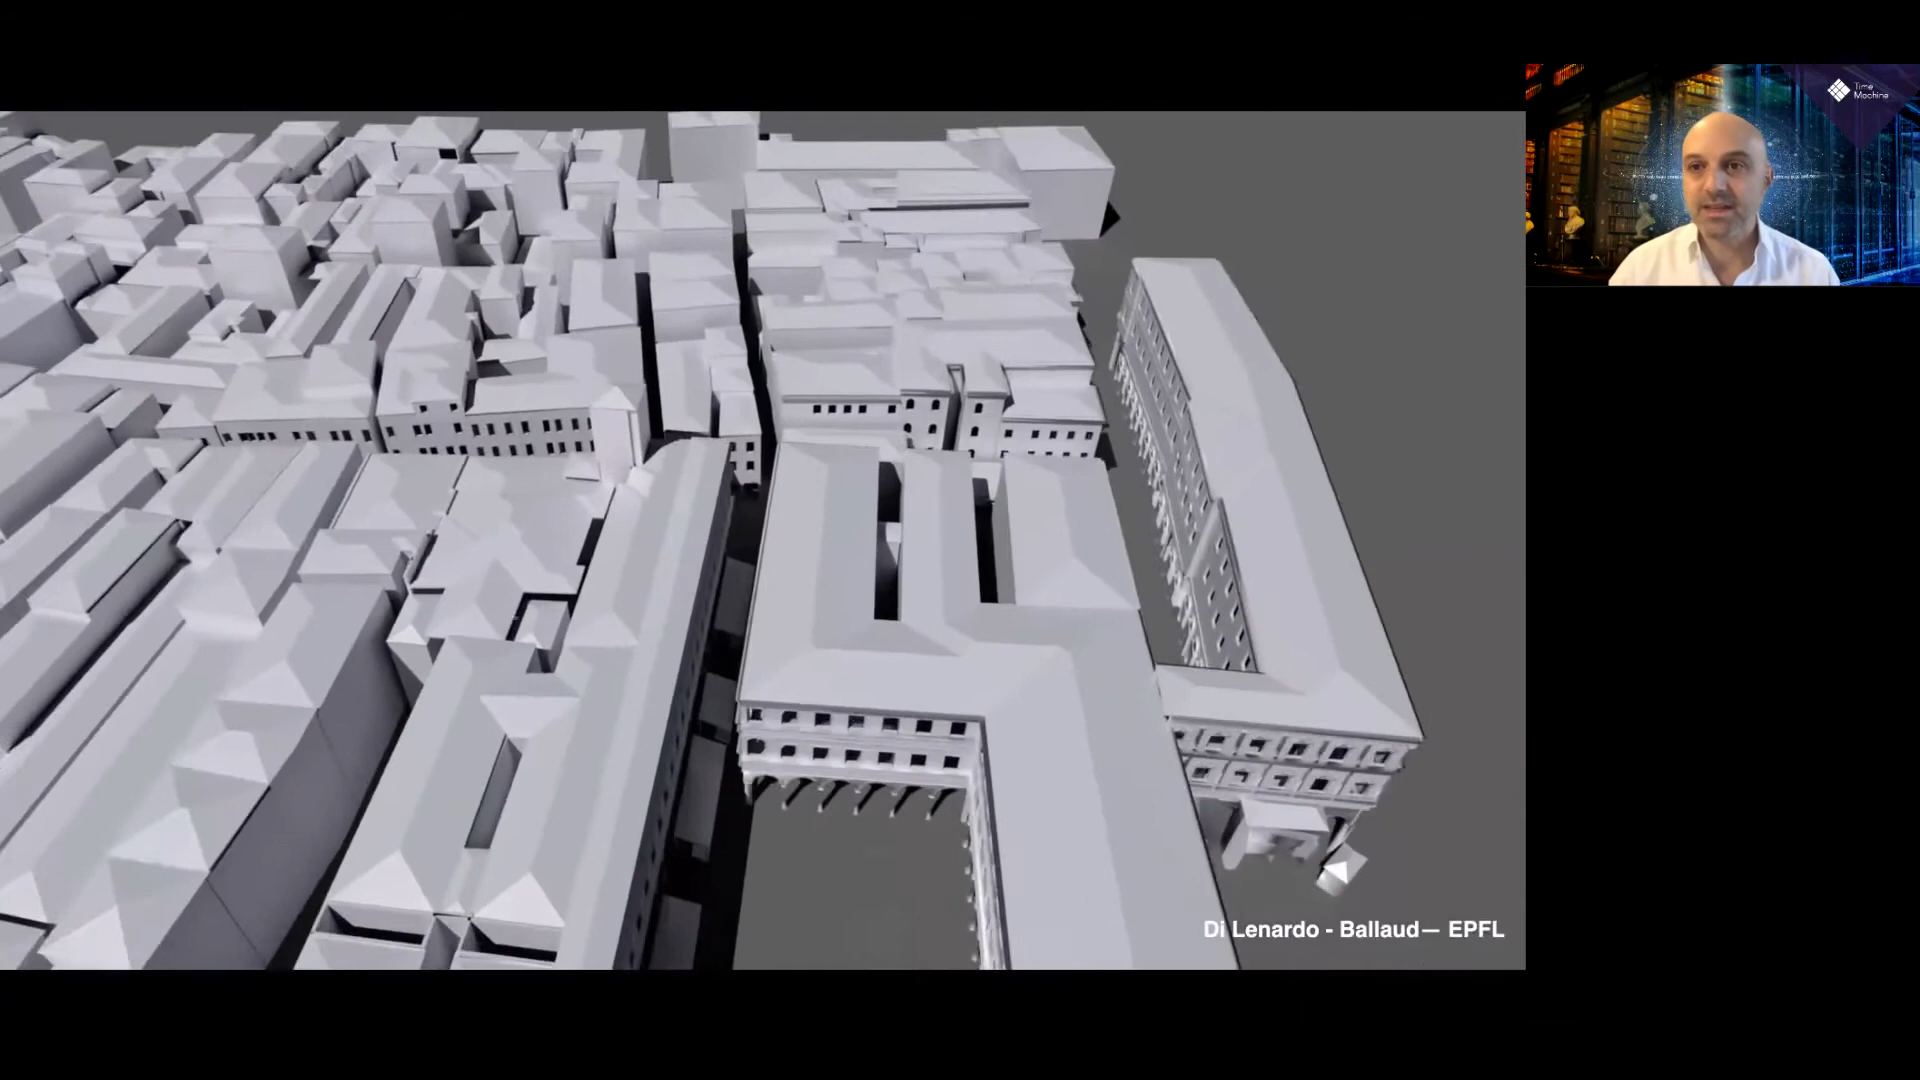 Time
Machine
Di Lenardo - Ballaud— EPFL